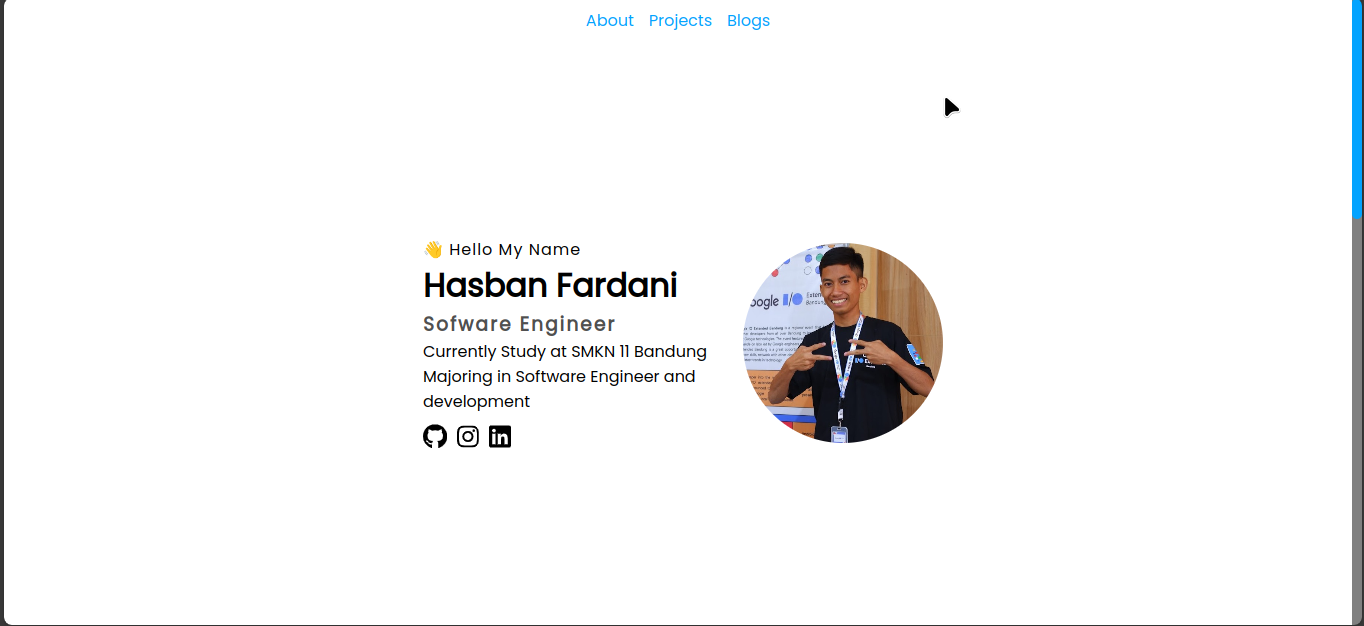 About Projects Blogs
👋 Hello My Name
Hasban Fardani
Sofware Engineer
Currently Study at SMKN 11 Bandung
Majoring in Software Engineer and
development
oogle I/O